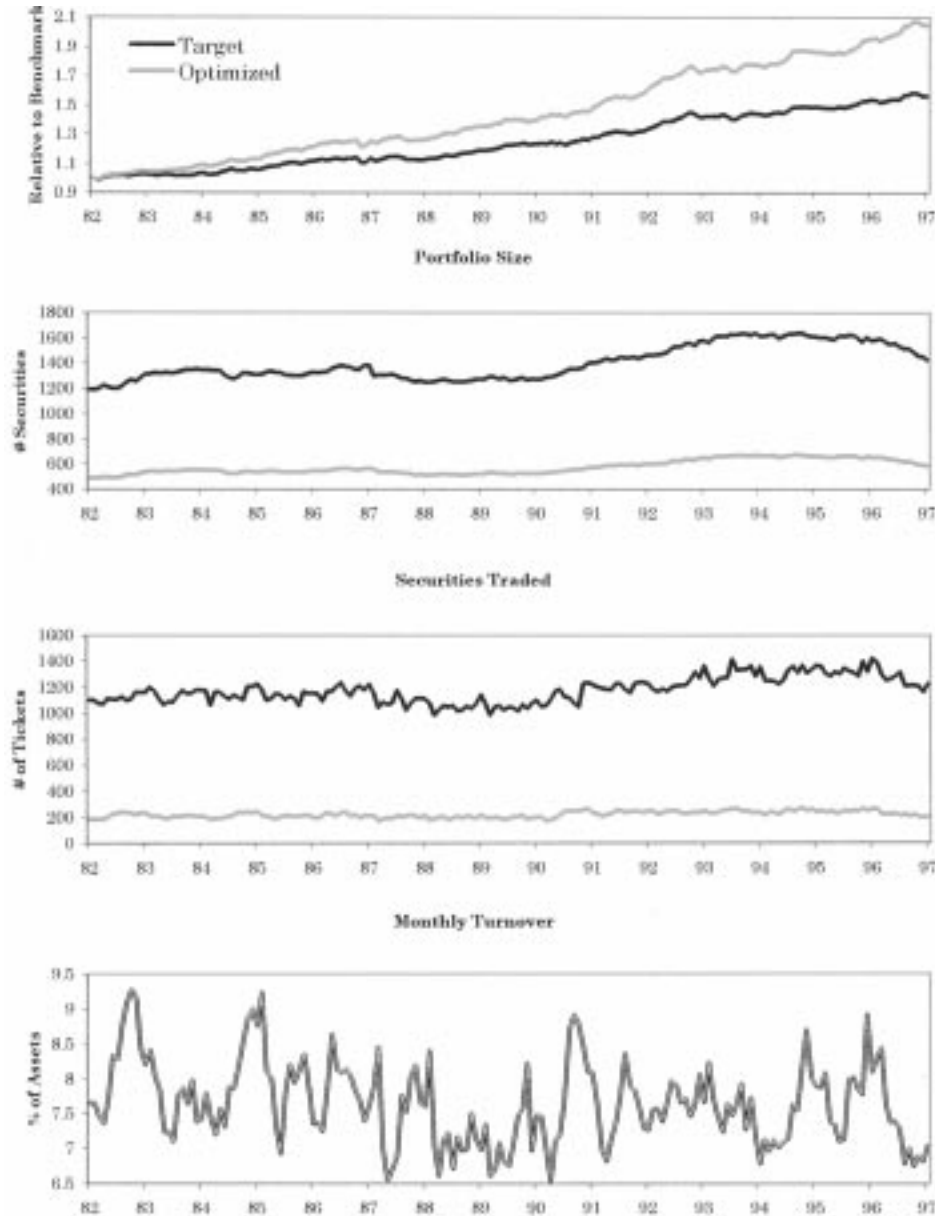 Relative to Benchmark
2.1
1.9
1.7
1.5
1.3
1.1
0.9
Target
Optimized
82 83 84 85 86 87 88 89 90 91 92 93 94 95 96 97
Portfolio Size
# Securities
1800
1600
1400
1200
1000
800
600
400
82 83 84 85 86 87 88 89 90 91 92 93 94 95 96 97
Securities Traded
# of Tickets
1600
1400
1200
1000
800
600
400
200
0
82 83 84 85 86 87 88 89 90 91 92 93 94 95 96 97
Monthly Turnover
% of Assets
9.5
9
8.5
8
7.5
7
6.5
82 83 84 85 86 87 88 89 90 91 92 93 94 95 96 97